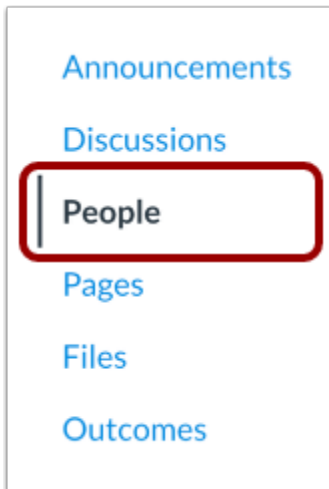 Announcements
Discussions
People
Pages
Files
Outcomes